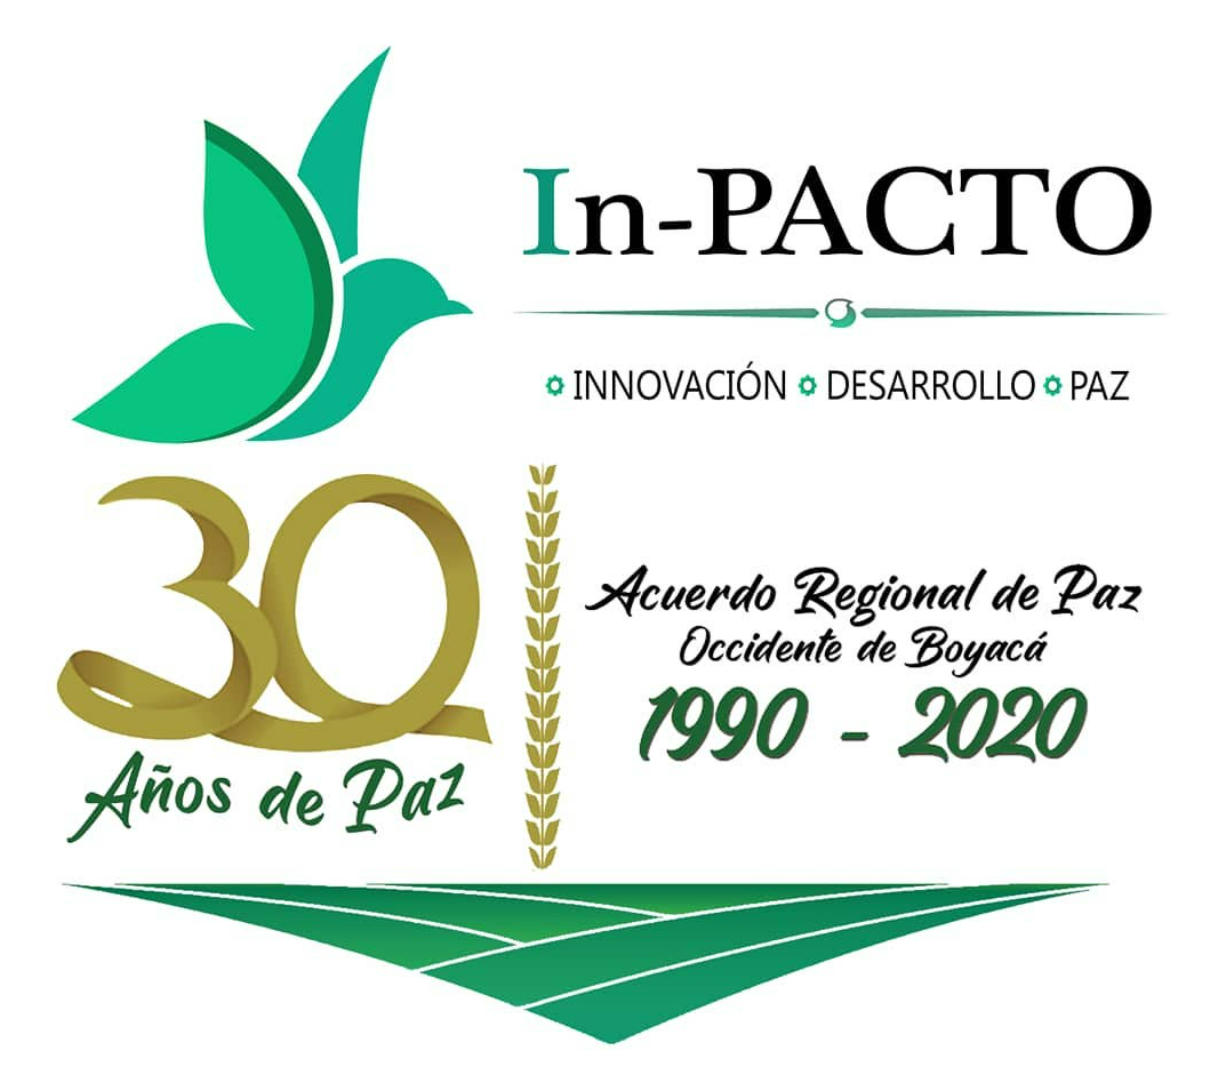 In-PACTO
INNOVACIÓN DESARROLLO PAZ
30
Años de Paz
Acuerdo Regional de Paz
Occidente de Boyacá
1990 - 2020